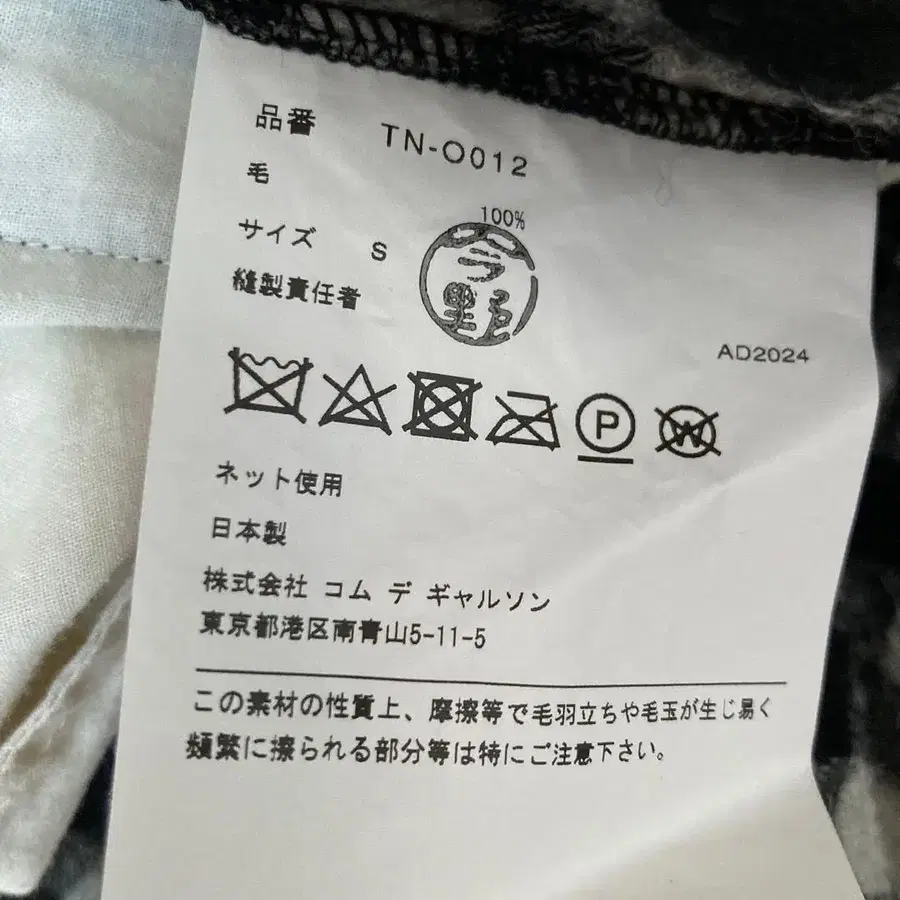 品番 TN-O012
毛 100%
サイズ S
今野
縫製責任者
AD2024
P
W
ネット使用
日本製
株式会社 コム デ ギャルソン
東京都港区南青山5-11-5
この素材の性質上、摩擦等で毛羽立ちや毛玉が生じ易く
頻繁に擦られる部分等は特にご注意下さい。